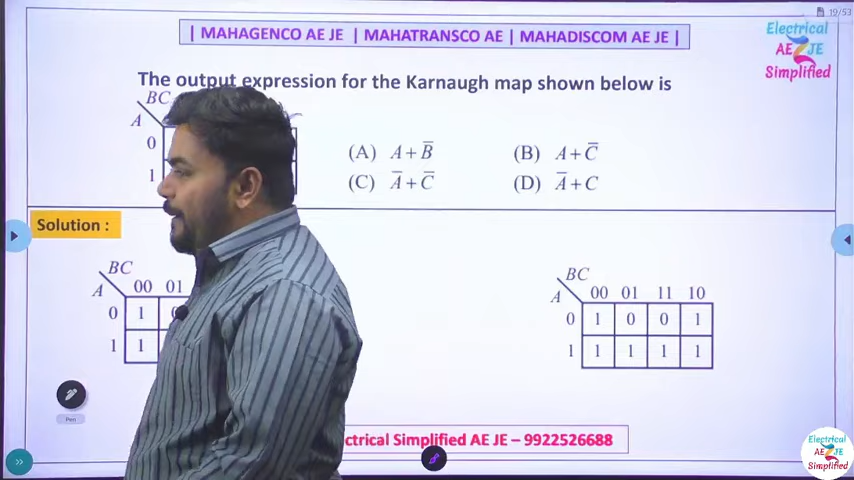 19/53
| MAHAGENCO AE JE | MAHATRANSCO AE | MAHADISCOM AE JE |
Electrical
AE JE
Simplified
The output expression for the Karnaugh map shown below is
BC
A
0
1
(A) A + B̅ (B) A + C̅
(C) A̅ + C̅ (D) A̅ + C
Solution :
BC
A 00 01
0 1
1 1
BC
A 00 01 11 10
0 1 0 0 1
1 1 1 1 1
Pen
ctrical Simplified AE JE – 9922526688
Electrical
AE JE
Simplified